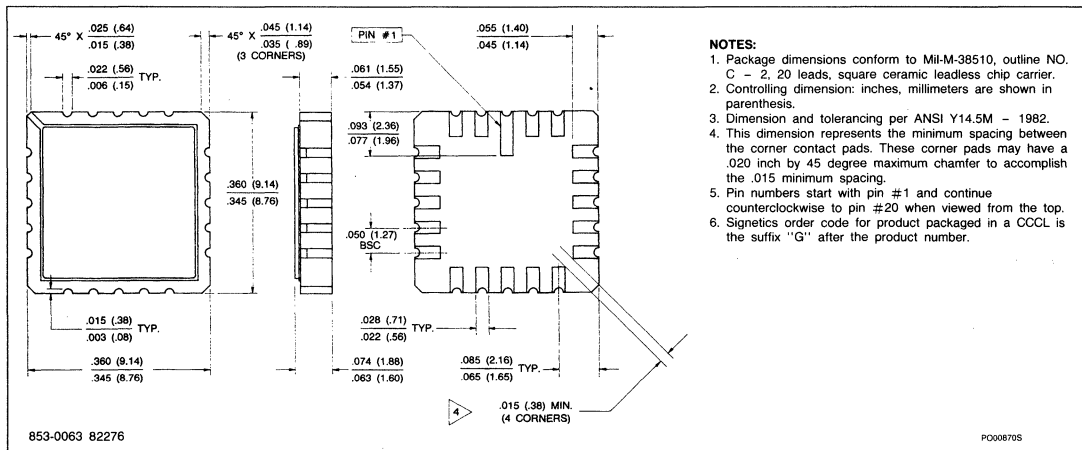 45° X .025 (.64)
.015 (.38)
45° X .045 (1.14)
.035 ( .89)
(3 CORNERS)
.022 (.56)
.006 (.15) TYP.
PIN #1
.055 (1.40)
.045 (1.14)
.061 (1.55)
.054 (1.37)
.093 (2.36)
.077 (1.96)
.360 (9.14)
.345 (8.76)
.050 (1.27)
BSC
.015 (.38)
.003 (.08) TYP.
.360 (9.14)
.345 (8.76)
.028 (.71)
.022 (.56) TYP.
.074 (1.88)
.063 (1.60)
.085 (2.16)
.065 (1.65) TYP.
4
.015 (.38) MIN.
(4 CORNERS)
NOTES:
1. Package dimensions conform to Mil-M-38510, outline NO.
C – 2, 20 leads, square ceramic leadless chip carrier.
2. Controlling dimension: inches, millimeters are shown in
parenthesis.
3. Dimension and tolerancing per ANSI Y14.5M – 1982.
4. This dimension represents the minimum spacing between
the corner contact pads. These corner pads may have a
.020 inch by 45 degree maximum chamfer to accomplish
the .015 minimum spacing.
5. Pin numbers start with pin #1 and continue
counterclockwise to pin #20 when viewed from the top.
6. Signetics order code for product packaged in a CCCL is
the suffix ''G'' after the product number.
853-0063 82276
PO00870S